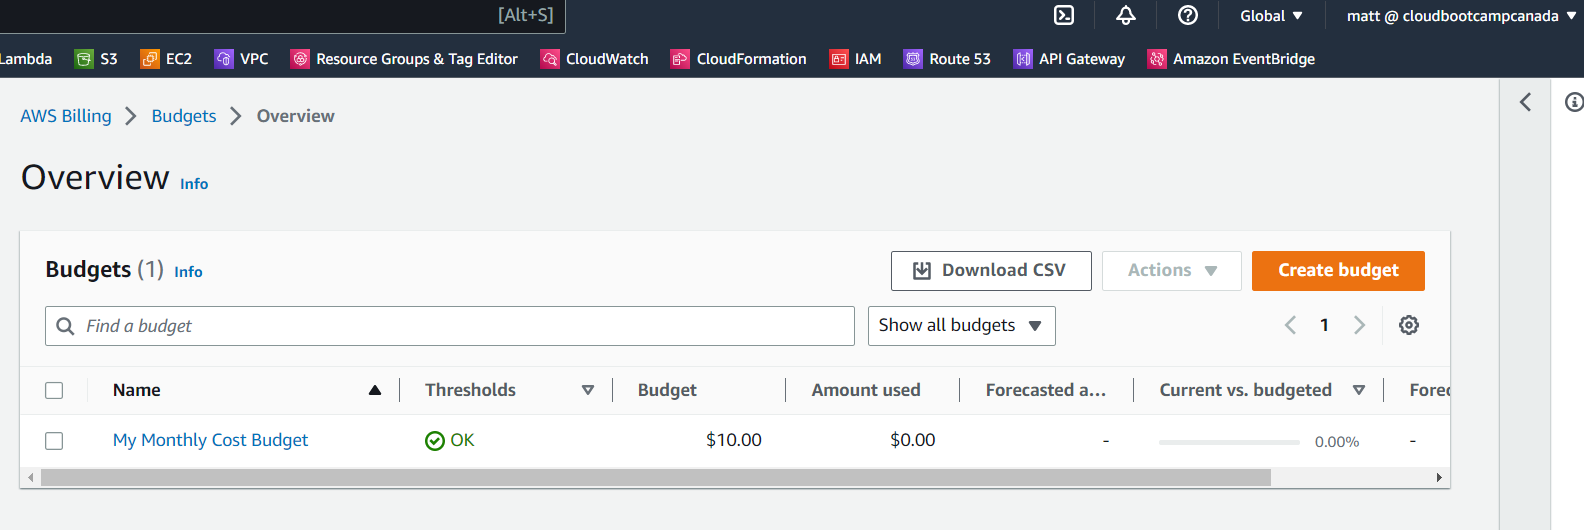 [Alt+S]
Global ▼ matt @ cloudbootcampcanada ▼
Lambda S3 EC2 VPC Resource Groups & Tag Editor CloudWatch CloudFormation IAM Route 53 API Gateway Amazon EventBridge
AWS Billing > Budgets > Overview
Overview Info
Budgets (1) Info Download CSV Actions ▼ Create budget
Find a budget Show all budgets ▼ < 1 >
Name ▲ Thresholds ▽ Budget Amount used Forecasted a... Current vs. budgeted ▽ Forec
My Monthly Cost Budget OK $10.00 $0.00 - 0.00% -